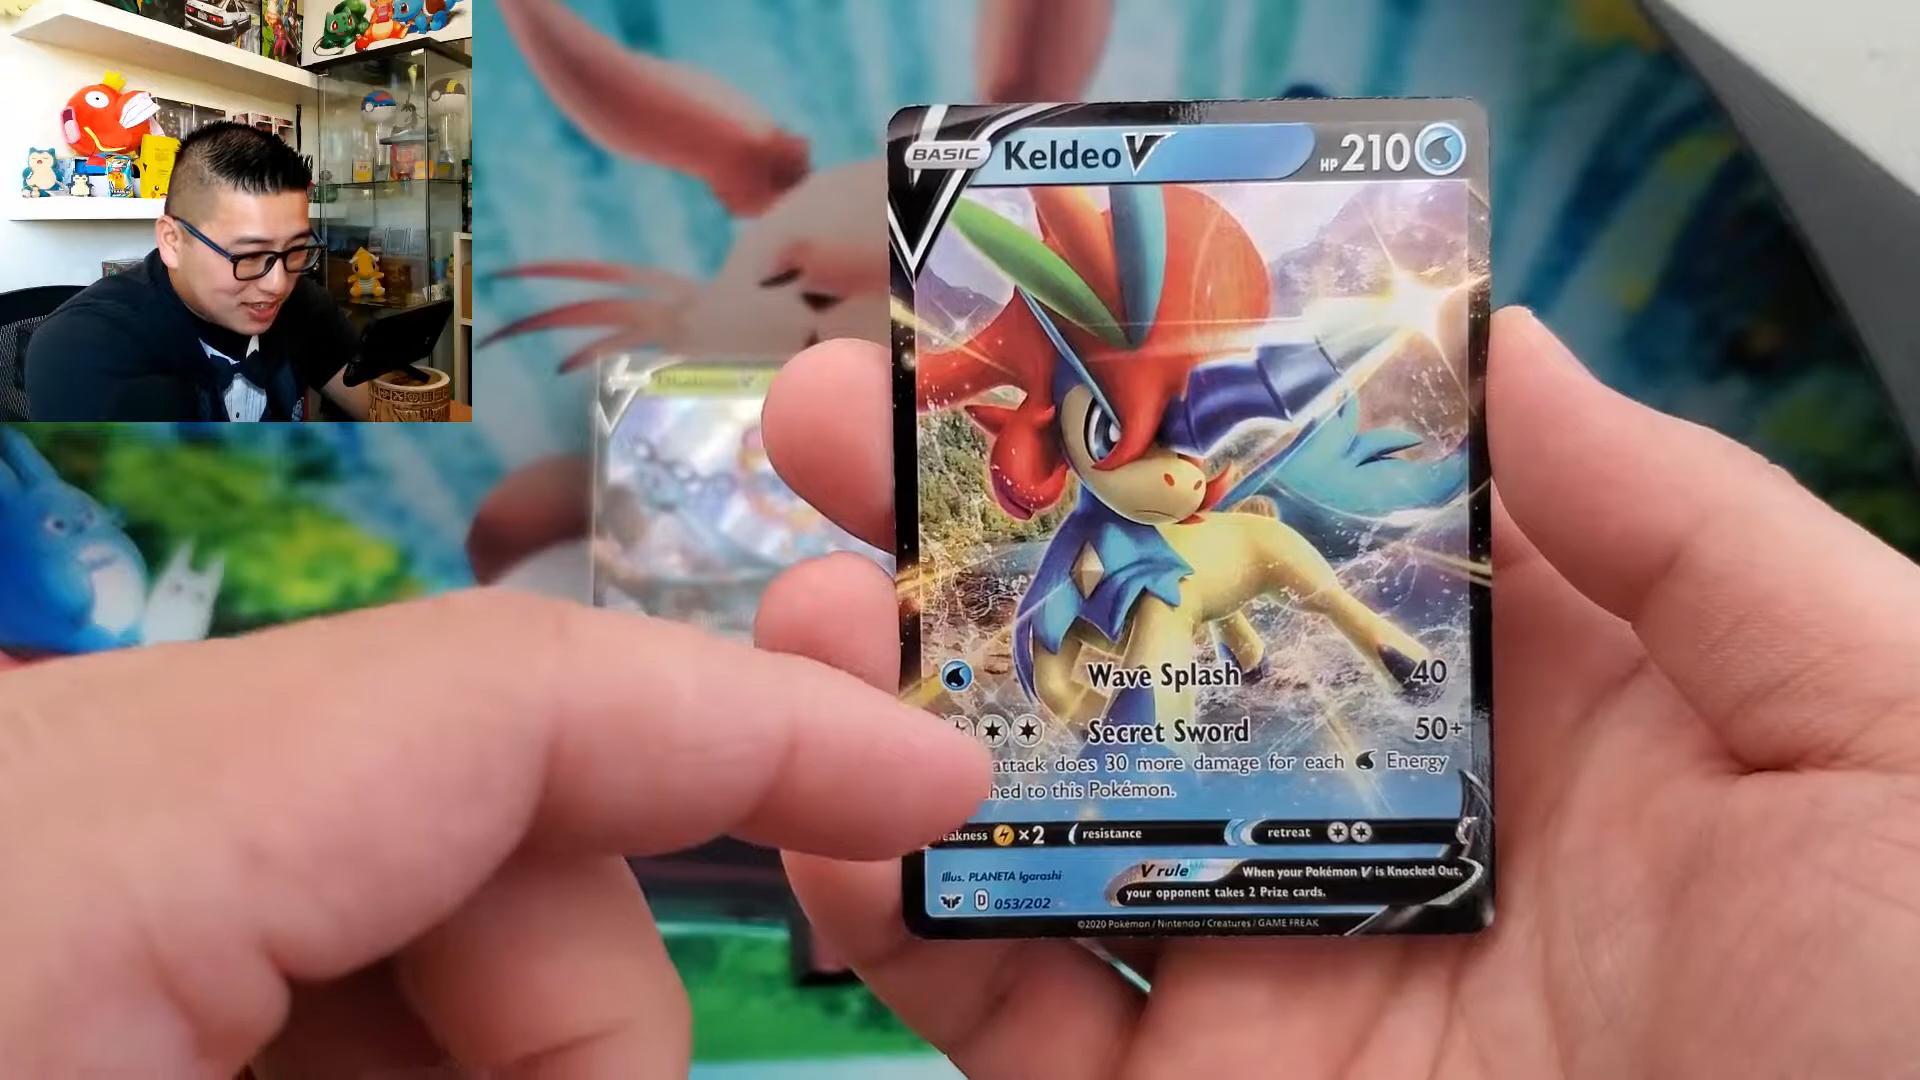 BASIC
Keldeo V
HP 210
Wave Splash 40
Secret Sword 50+
attack does 30 more damage for each Energy
to this Pokémon.
×2
resistance
retreat
Illus. PLANETA Igarashi
V rule When your Pokémon V is Knocked Out,
your opponent takes 2 Prize cards.
D 053/202
©2020 Pokémon / Nintendo / Creatures / GAME FREAK